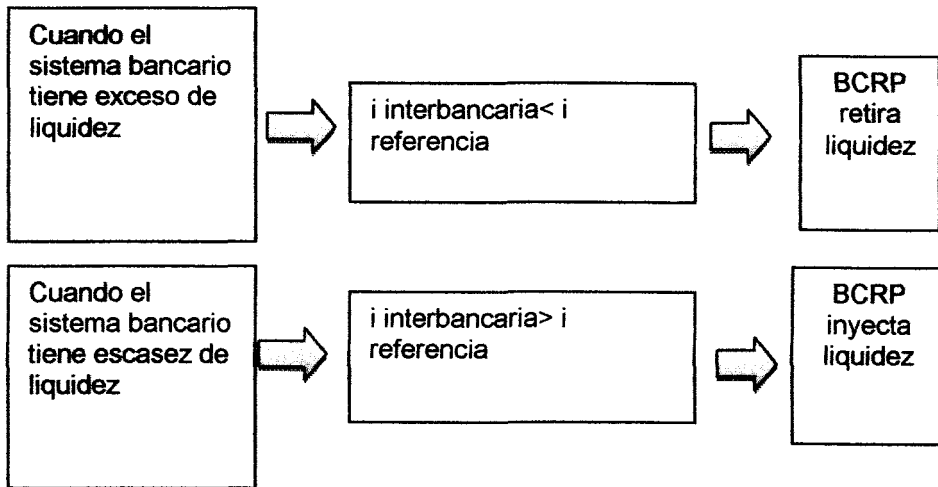 Cuando el
sistema bancario
tiene exceso de
liquidez
i interbancaria< i
referencia
BCRP
retira
liquidez
Cuando el
sistema bancario
tiene escasez de
liquidez
i interbancaria> i
referencia
BCRP
inyecta
liquidez